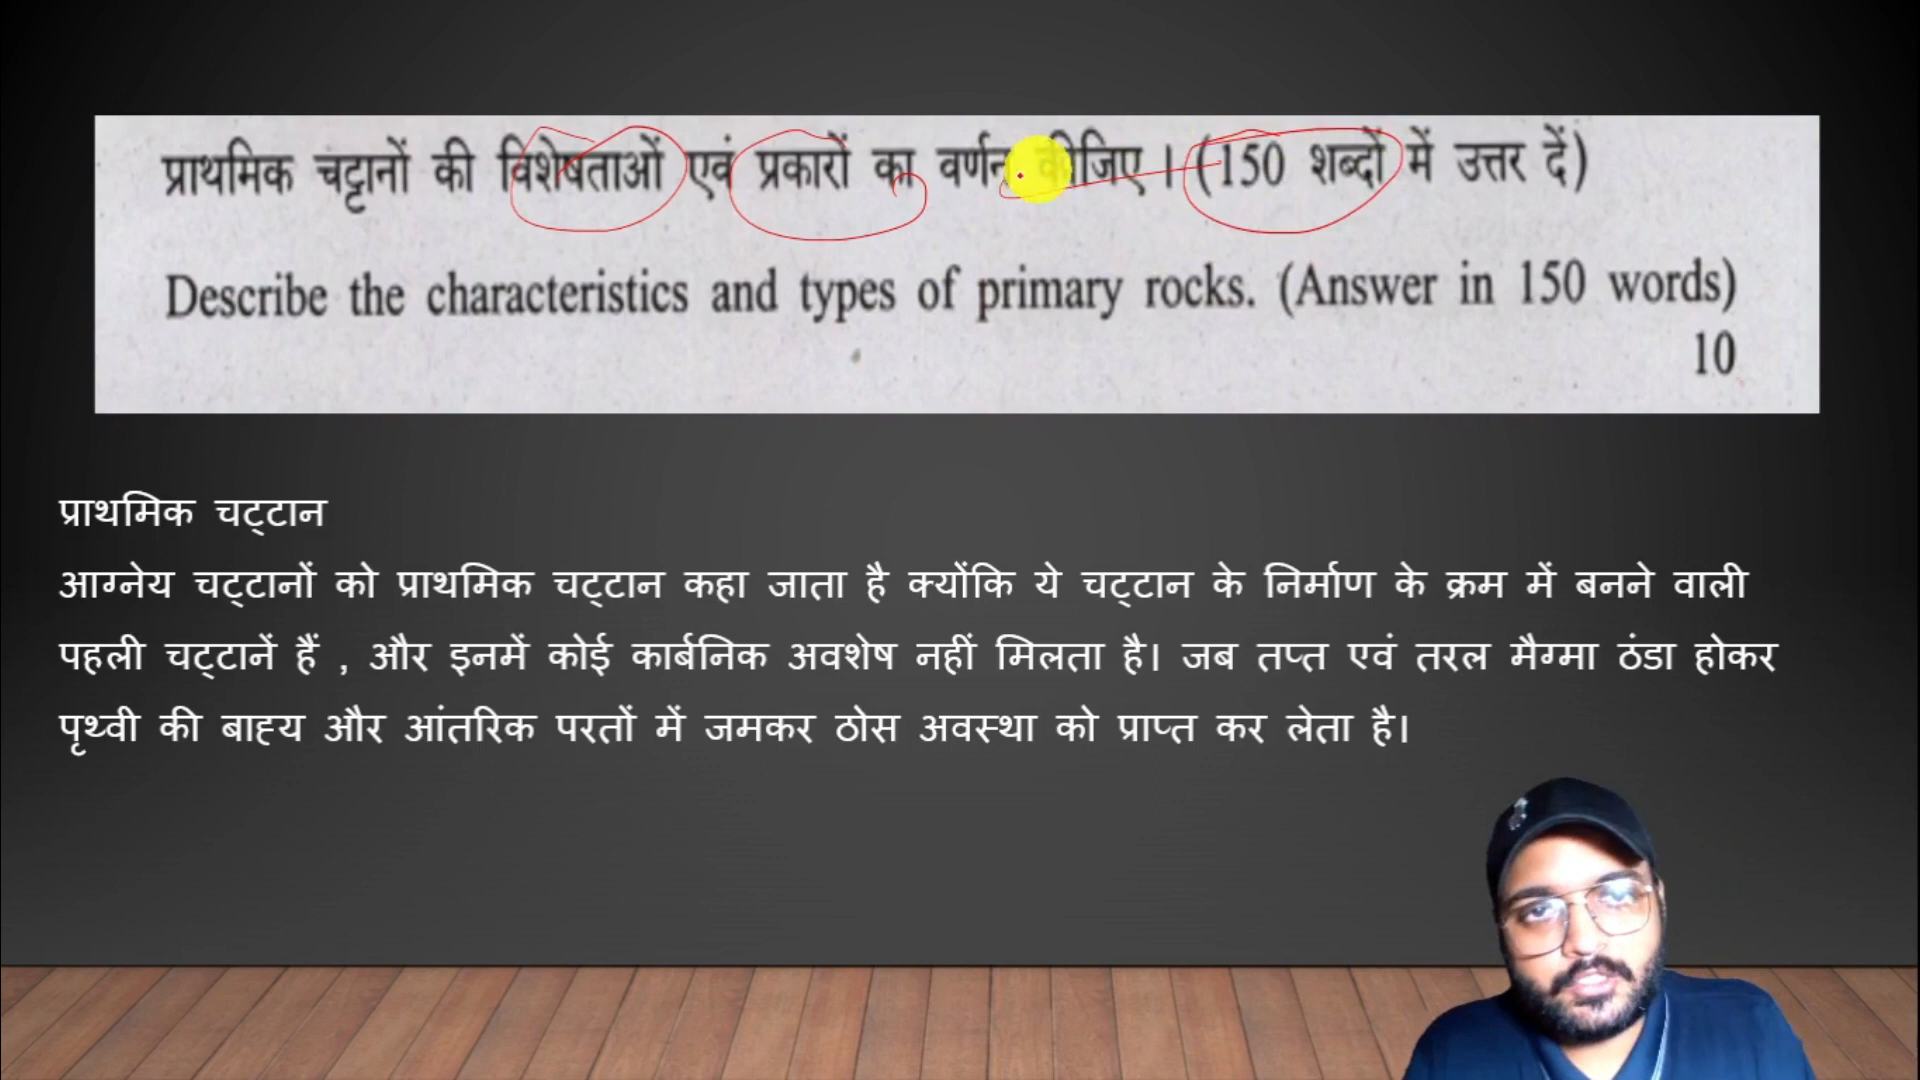 प्राथमिक चट्टानों की विशेषताओं एवं प्रकारों का वर्णन कीजिए । (150 शब्दों में उत्तर दें)
Describe the characteristics and types of primary rocks. (Answer in 150 words)
10
प्राथमिक चट्टान
आग्नेय चट्टानों को प्राथमिक चट्टान कहा जाता है क्योंकि ये चट्टान के निर्माण के क्रम में बनने वाली
पहली चट्टानें हैं , और इनमें कोई कार्बनिक अवशेष नहीं मिलता है। जब तप्त एवं तरल मैग्मा ठंडा होकर
पृथ्वी की बाह्य और आंतरिक परतों में जमकर ठोस अवस्था को प्राप्त कर लेता है।